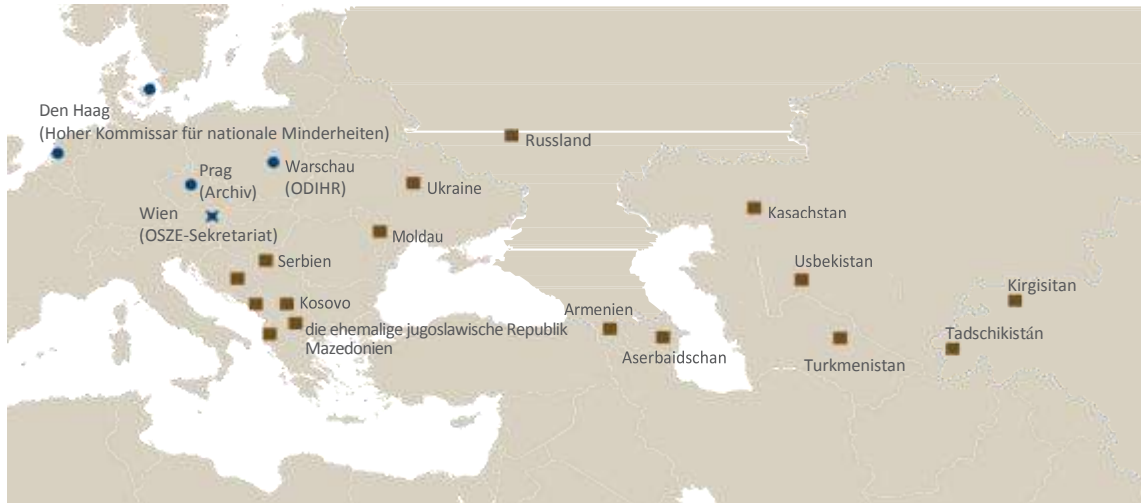 Den Haag
(Hoher Kommissar für nationale Minderheiten)
Russland
Prag
(Archiv)
Warschau
(ODIHR)
Ukraine
Wien
(OSZE-Sekretariat)
Kasachstan
Moldau
Serbien
Usbekistan
Kirgisitan
Kosovo
Armenien
die ehemalige jugoslawische Republik
Mazedonien
Tadschikistán
Aserbaidschan
Turkmenistan